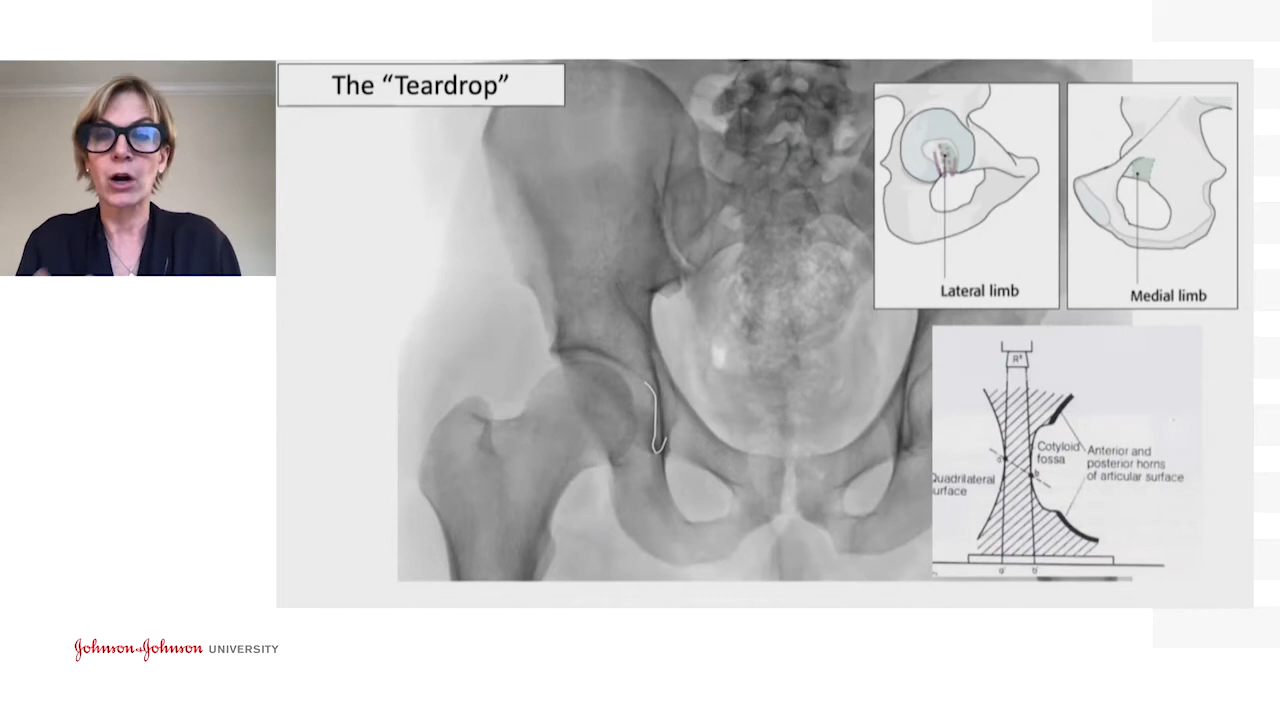 The “Teardrop”
Lateral limb
Medial limb
Cotyloid
fossa
Anterior and
posterior horns
of articular surface
Quadrilateral
surface
Johnson&Johnson UNIVERSITY